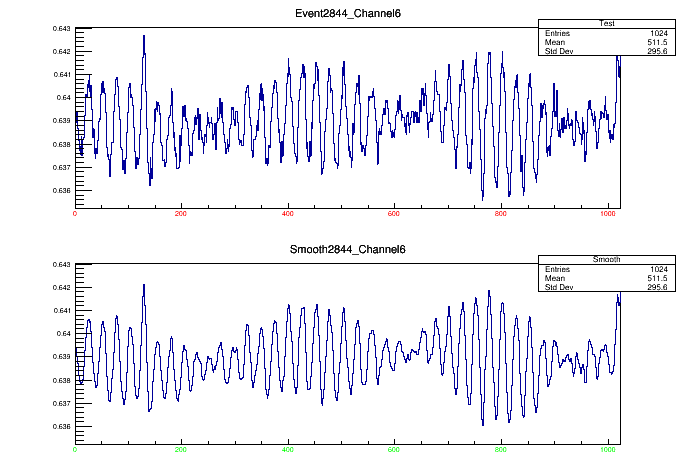 Event2844_Channel6
Test
Entries 1024
Mean 511.5
Std Dev 295.6
0.643
0.642
0.641
0.64
0.639
0.638
0.637
0.636
0 200 400 600 800 1000
Smooth2844_Channel6
Smooth
Entries 1024
Mean 511.5
Std Dev 295.6
0.643
0.642
0.641
0.64
0.639
0.638
0.637
0.636
0 200 400 600 800 1000